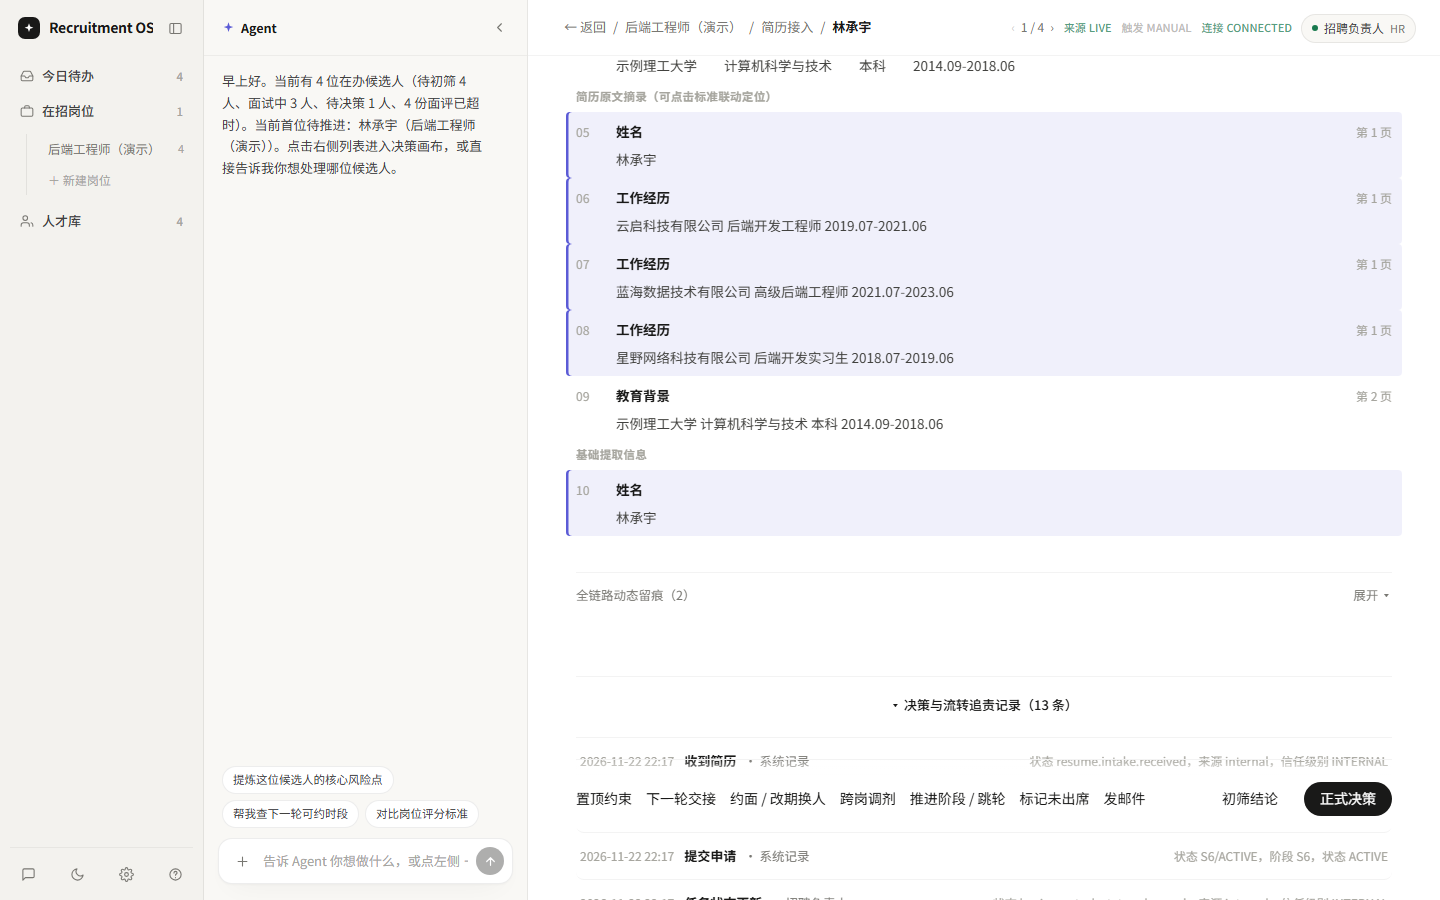 Recruitment OS
今日待办 4
在招岗位 1
后端工程师（演示） 4
+ 新建岗位
人才库 4
Agent
早上好。当前有 4 位在办候选人（待初筛 4
人、面试中 3 人、待决策 1 人、4 份面评已超
时）。当前首位待推进：林承宇（后端工程师
（演示））。点击右侧列表进入决策画布，或直
接告诉我你想处理哪位候选人。
提炼这位候选人的核心风险点
帮我查下一轮可约时段
对比岗位评分标准
告诉 Agent 你想做什么，或点左侧 -
← 返回 / 后端工程师（演示） / 简历接入 / 林承宇
‹ 1 / 4 › 来源 LIVE 触发 MANUAL 连接 CONNECTED 招聘负责人 HR
示例理工大学 计算机科学与技术 本科 2014.09-2018.06
简历原文摘录（可点击标准联动定位）
05 姓名 第 1 页
林承宇
06 工作经历 第 1 页
云启科技有限公司 后端开发工程师 2019.07-2021.06
07 工作经历 第 1 页
蓝海数据技术有限公司 高级后端工程师 2021.07-2023.06
08 工作经历 第 1 页
星野网络科技有限公司 后端开发实习生 2018.07-2019.06
09 教育背景 第 2 页
示例理工大学 计算机科学与技术 本科 2014.09-2018.06
基础提取信息
10 姓名
林承宇
全链路动态留痕（2） 展开
决策与流转追责记录（13 条）
2026-11-22 22:17 收到简历 • 系统记录 状态 resume.intake.received，来源 internal，信任级别 INTERNAL
置顶约束 下一轮交接 约面 / 改期换人 跨岗调剂 推进阶段 / 跳轮 标记未出席 发邮件 初筛结论 正式决策
2026-11-22 22:17 提交申请 • 系统记录 状态 S6/ACTIVE，阶段 S6，状态 ACTIVE